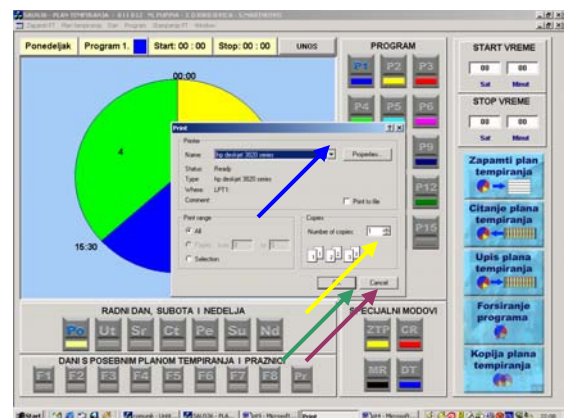 Ponedeljak Program 1. Start: 00 : 00 Stop: 00 : 00 UNOS
PROGRAM
START VREME
P1 P2 P3
00 00
Sat Minut
00:00
STOP VREME
P4 P5 P6
00 00
Sat Minut
4
Print
Printer
Name: hp deskjet 3820 series
Properties...
P9
Status: Ready
Type: hp deskjet 3820 series
Where: LPT1:
Comment:
Print to file
P12
Zapamti plan
tempiranja
Print range
Copies
All
Number of copies: 1
P15
Citanje plana
tempiranja
Selection
15:30
Cancel
Upis plana
tempiranja
RADNI DAN, SUBOTA I NEDELJA
SPECIJALNI MODOVI
Forsiranje
programa
Po Ut Sr Ct Pe Su Nd
ZTP CR
DANI S POSEBNIM PLANOM TEMPIRANJA I PRAZNICI
Kopija plana
tempiranja
F1 F2 F3 F4 F5 F6 F7 F8 Pr
MR DT
Start